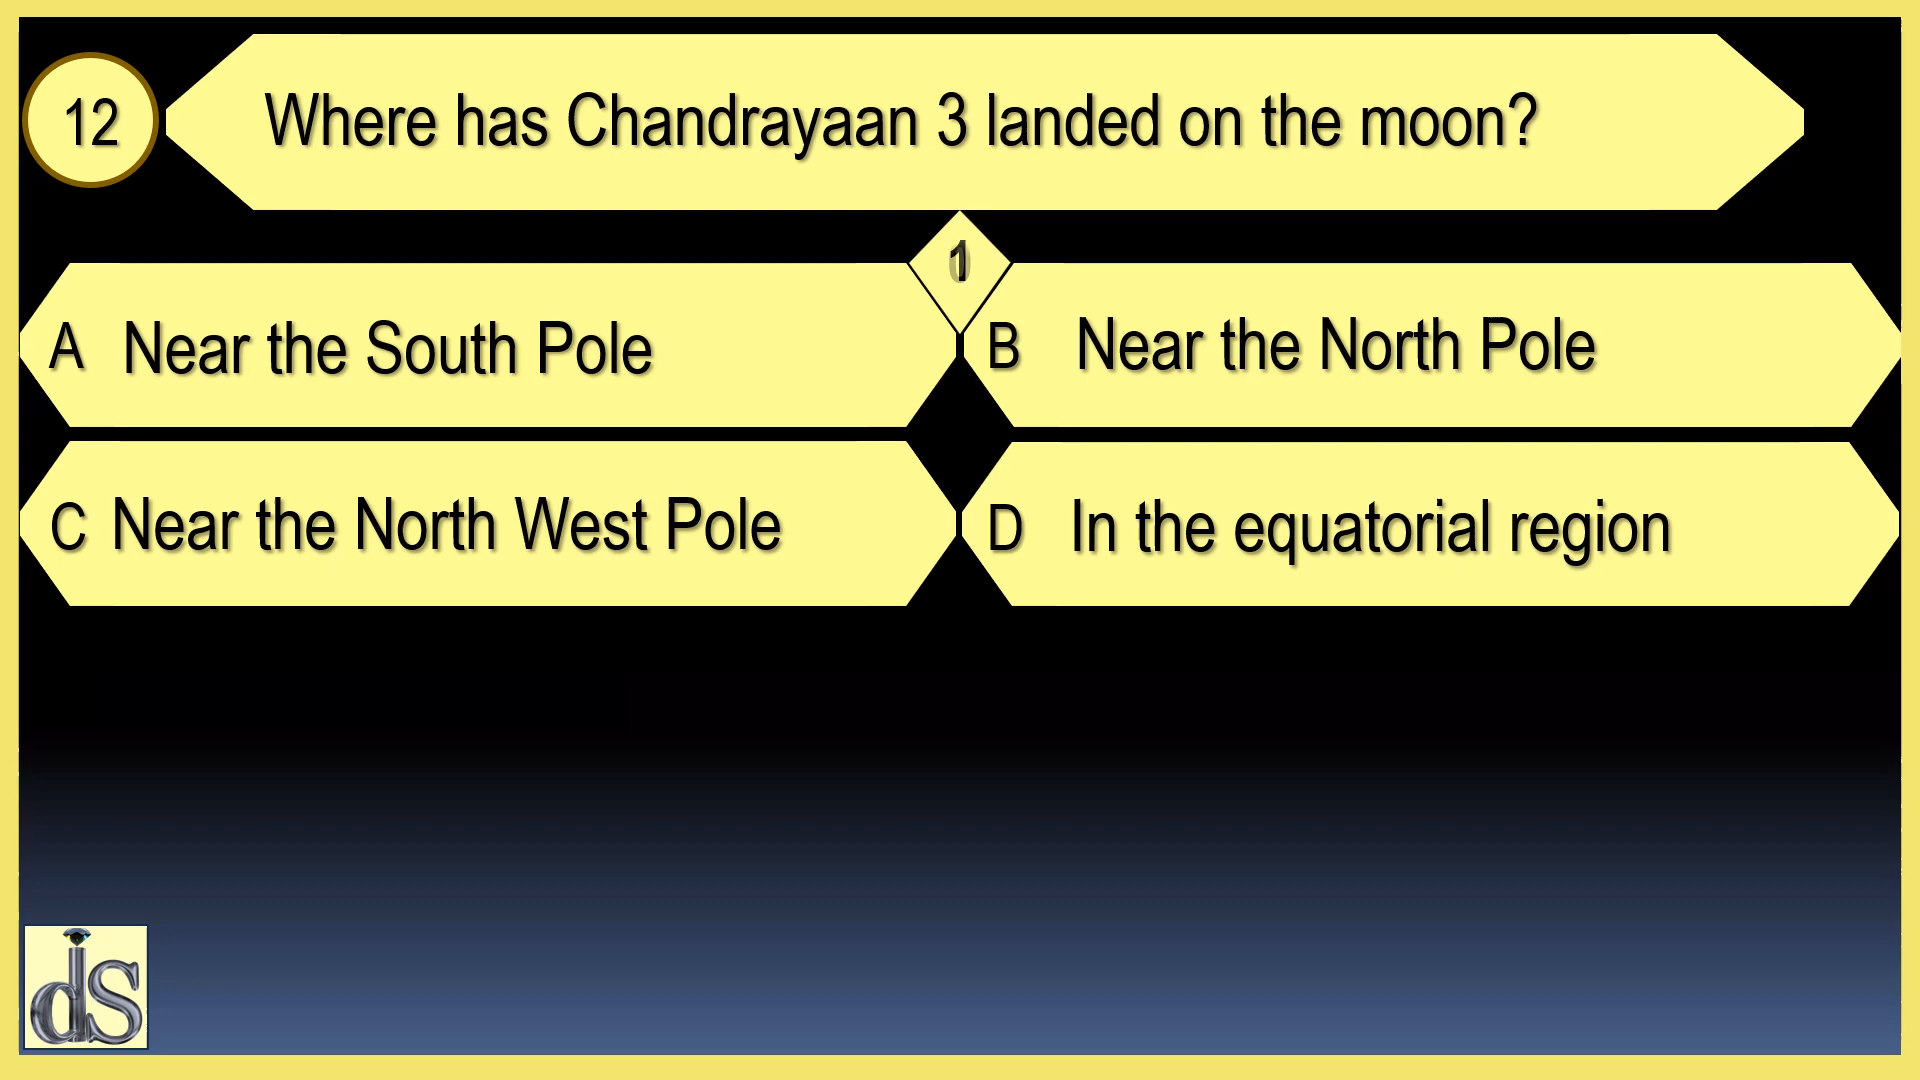 12
Where has Chandrayaan 3 landed on the moon?
A Near the South Pole
B Near the North Pole
C Near the North West Pole
D In the equatorial region
dis